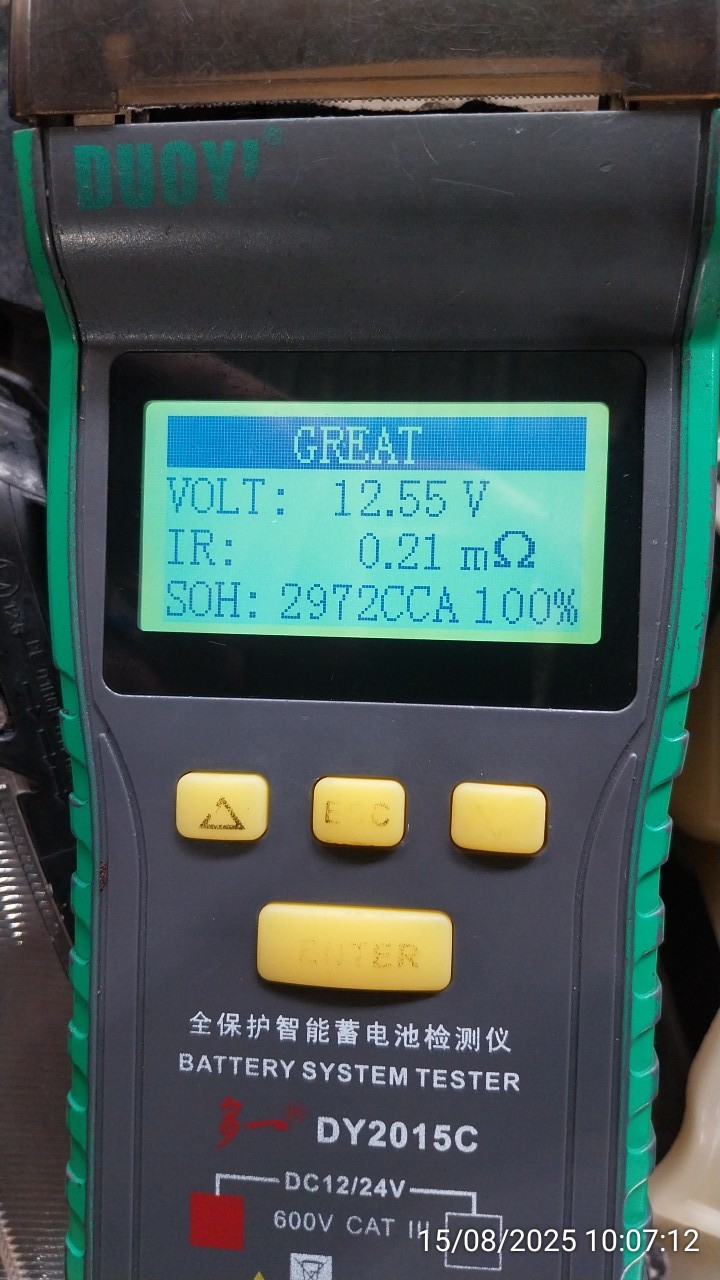 DUOYI®
GREAT
VOLT: 12.55 V
IR: 0.21 mΩ
SOH: 2972CCA 100%
ESC
ENTER
全保护智能蓄电池检测仪
BATTERY SYSTEM TESTER
多一® DY2015C
DC12/24V
600V CAT III
15/08/2025 10:07:12